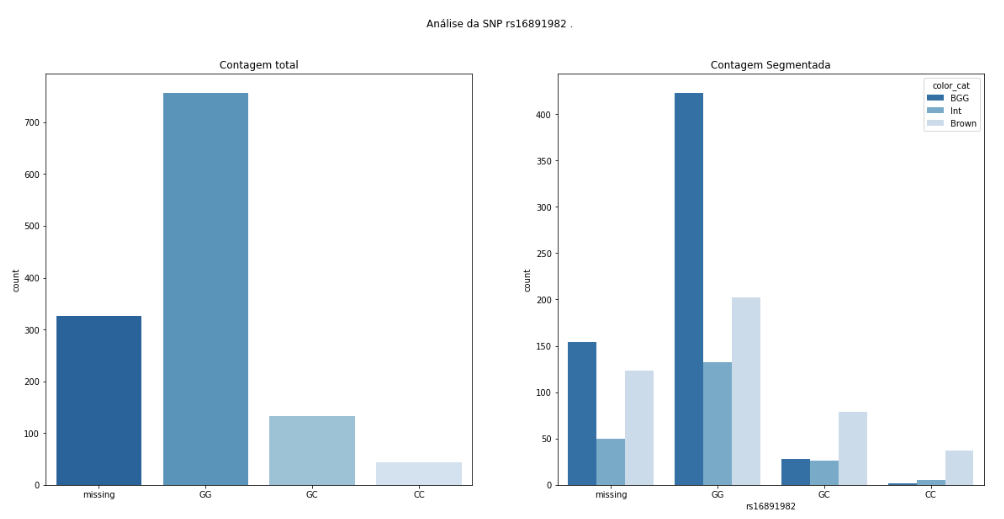 Análise da SNP rs16891982 .
Contagem total
700
600
500
400
300
200
100
0
count
missing GG GC CC
Contagem Segmentada
400
350
300
250
200
150
100
50
0
count
color_cat
BGG
Int
Brown
missing GG GC CC
rs16891982